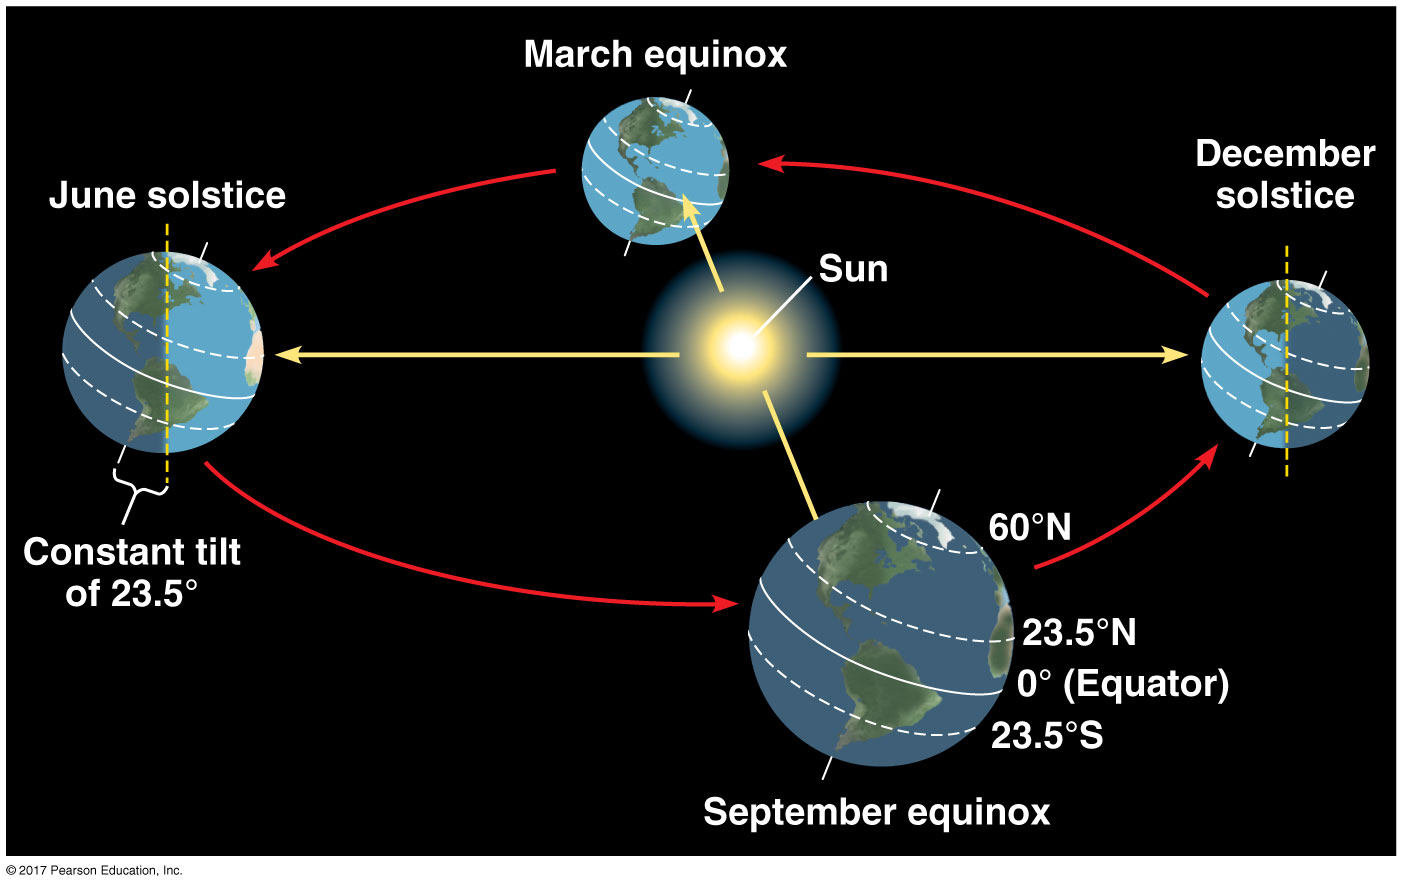 March equinox
December
solstice
June solstice
Sun
60°N
Constant tilt
of 23.5°
23.5°N
0° (Equator)
23.5°S
September equinox
© 2017 Pearson Education, Inc.